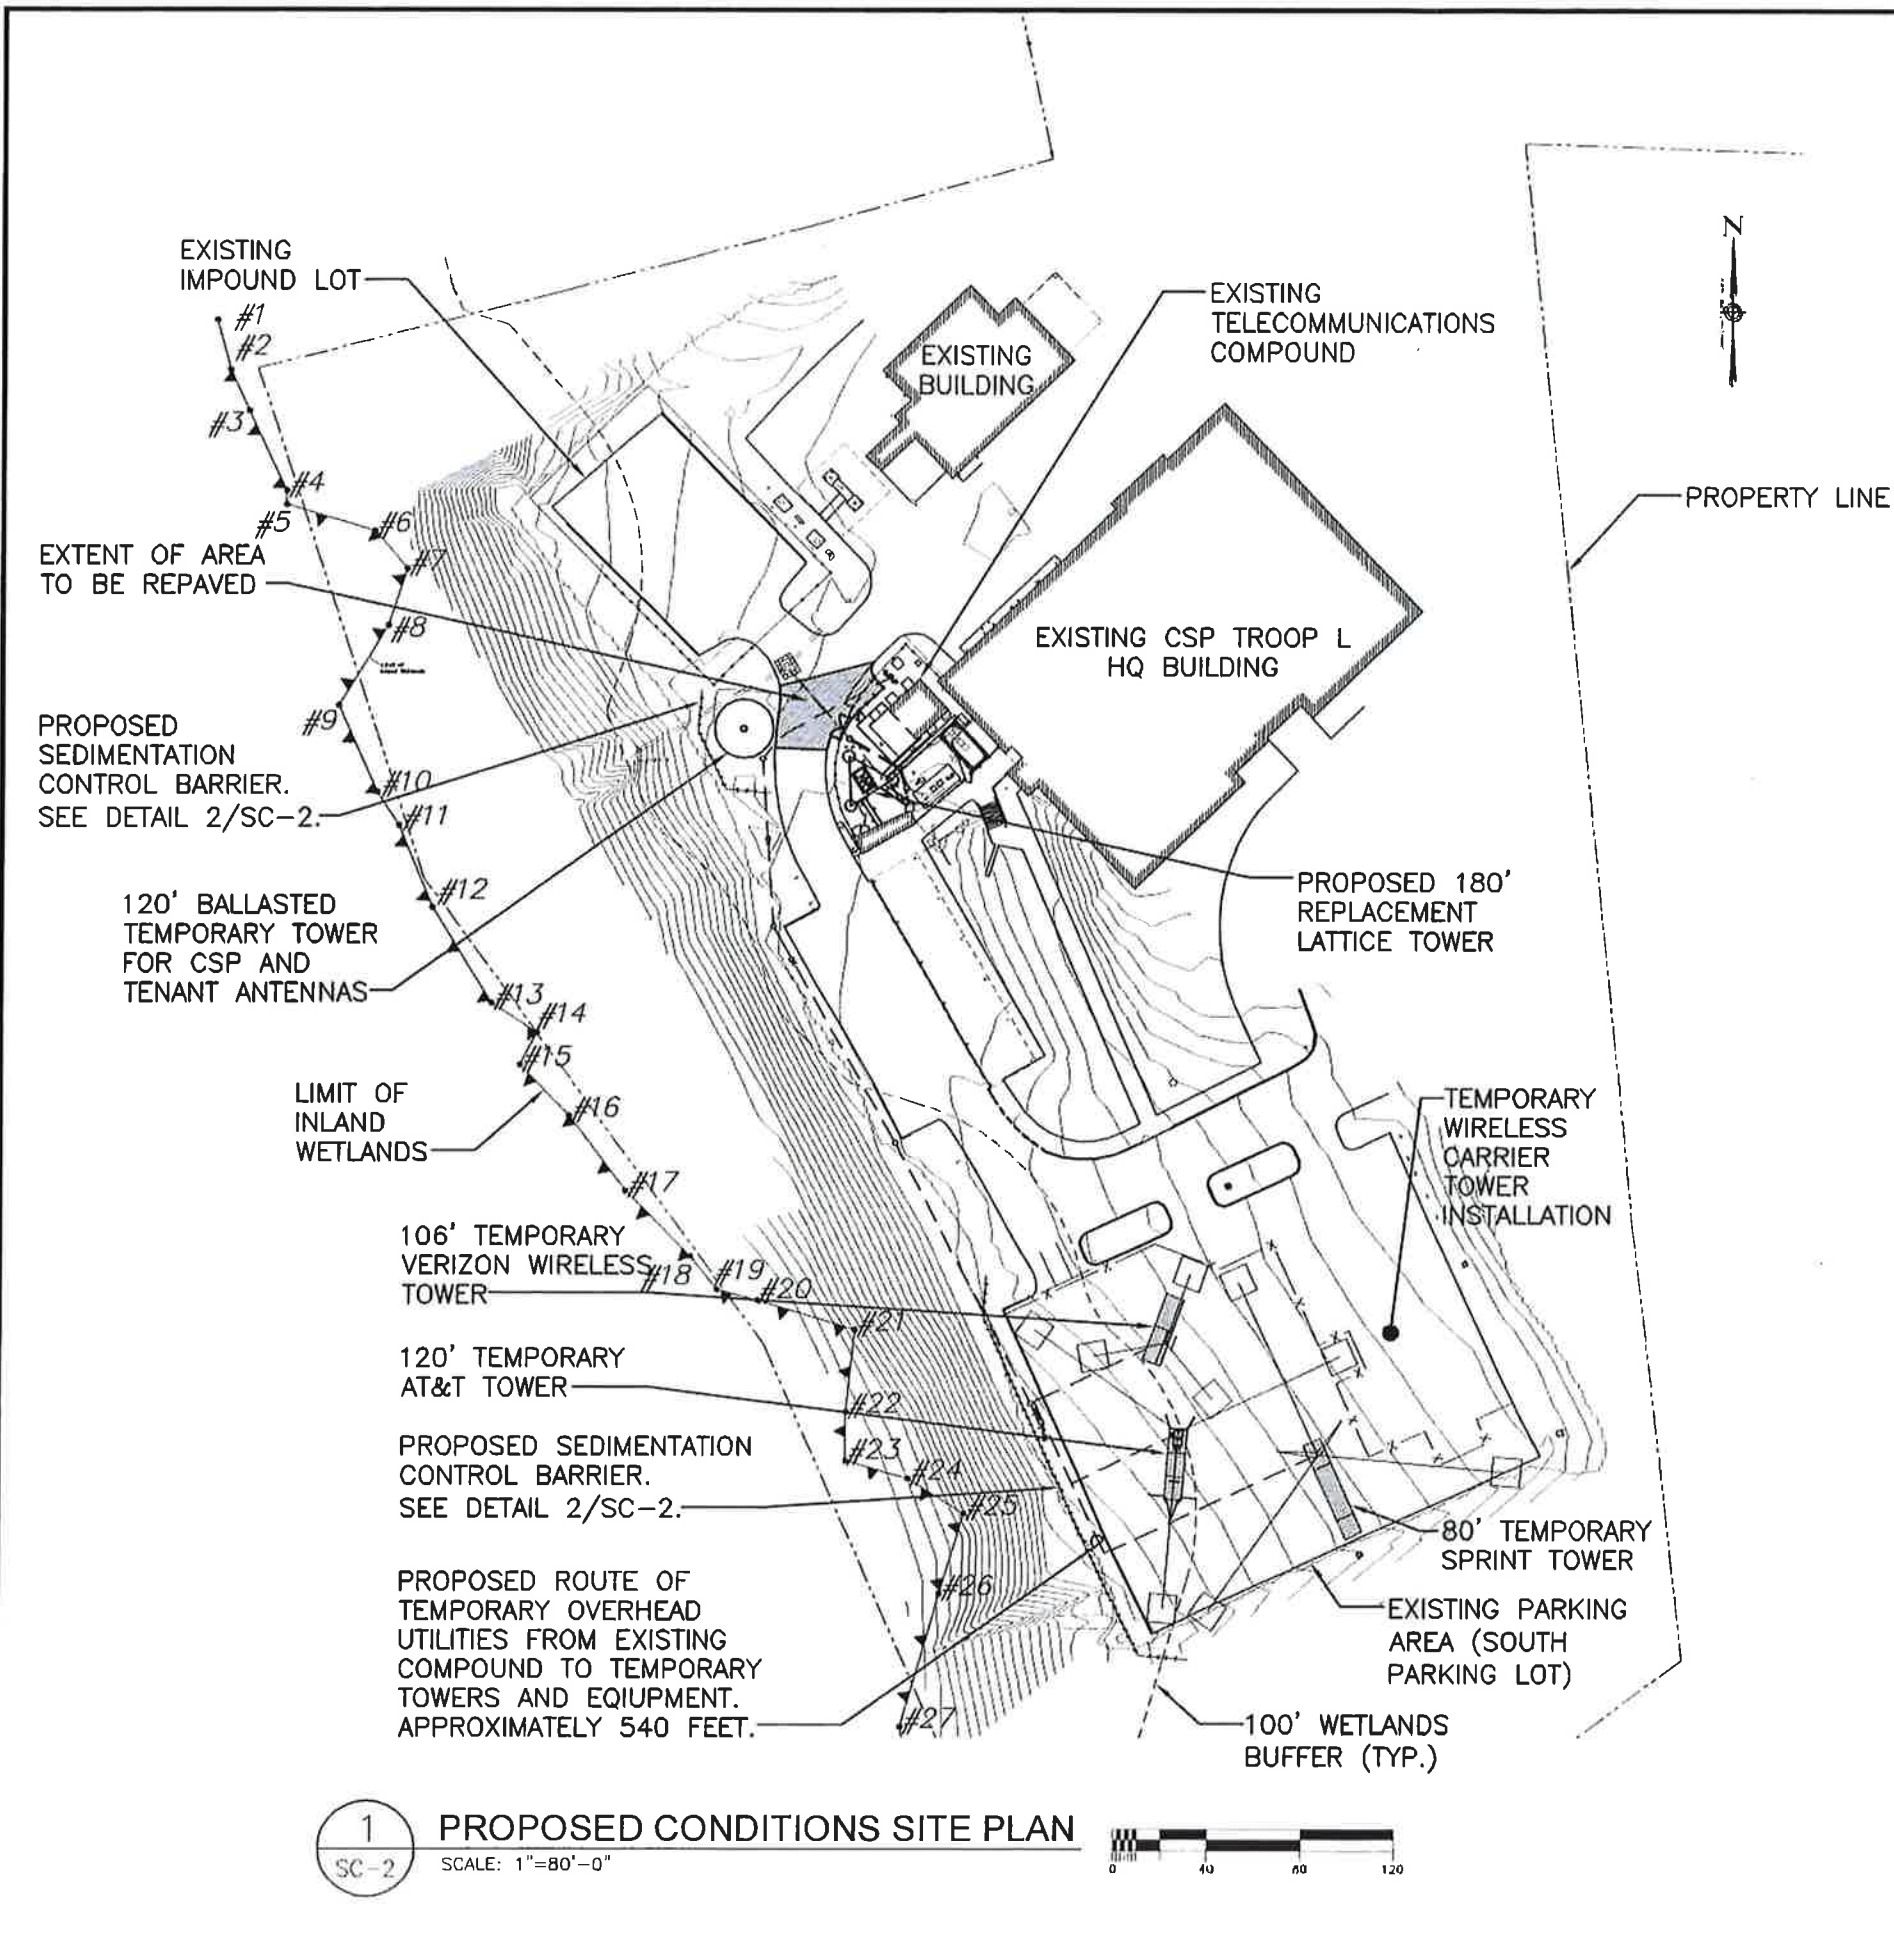 EXISTING
IMPOUND LOT
#1
#2
#3
#4
#5
#6
#7
#8
#9
#10
#11
#12
#13
#14
#15
#16
#17
#18
#19
#20
#21
#22
#23
#24
#25
#26
#27
EXISTING
BUILDING
EXISTING
TELECOMMUNICATIONS
COMPOUND
N
PROPERTY LINE
EXTENT OF AREA
TO BE REPAVED
EXISTING CSP TROOP L
HQ BUILDING
PROPOSED
SEDIMENTATION
CONTROL BARRIER.
SEE DETAIL 2/SC-2.
120' BALLASTED
TEMPORARY TOWER
FOR CSP AND
TENANT ANTENNAS
PROPOSED 180'
REPLACEMENT
LATTICE TOWER
LIMIT OF
INLAND
WETLANDS
TEMPORARY
WIRELESS
CARRIER
TOWER
INSTALLATION
106' TEMPORARY
VERIZON WIRELESS
TOWER
120' TEMPORARY
AT&T TOWER
PROPOSED SEDIMENTATION
CONTROL BARRIER.
SEE DETAIL 2/SC-2.
80' TEMPORARY
SPRINT TOWER
PROPOSED ROUTE OF
TEMPORARY OVERHEAD
UTILITIES FROM EXISTING
COMPOUND TO TEMPORARY
TOWERS AND EQIUPMENT.
APPROXIMATELY 540 FEET.
EXISTING PARKING
AREA (SOUTH
PARKING LOT)
100' WETLANDS
BUFFER (TYP.)
1
SC-2
PROPOSED CONDITIONS SITE PLAN
SCALE: 1"=80'-0"
0 40 80 120